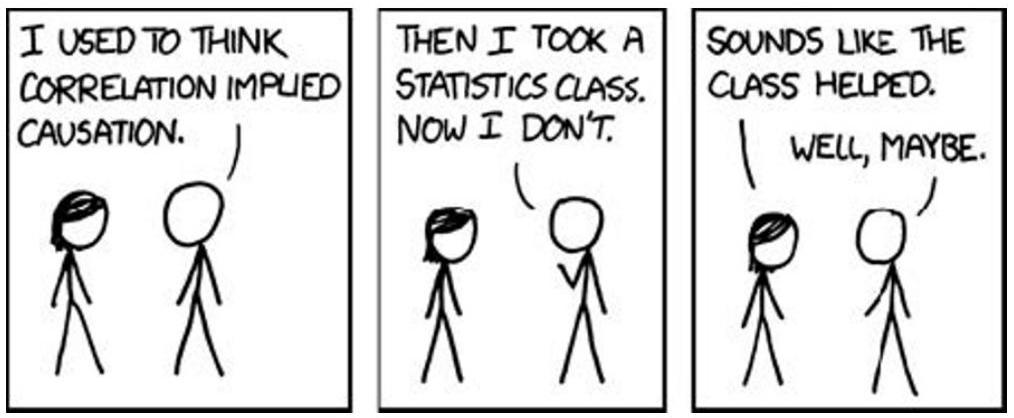 I USED TO THINK
CORRELATION IMPLIED
CAUSATION.
THEN I TOOK A
STATISTICS CLASS.
NOW I DON'T.
SOUNDS LIKE THE
CLASS HELPED.
WELL, MAYBE.